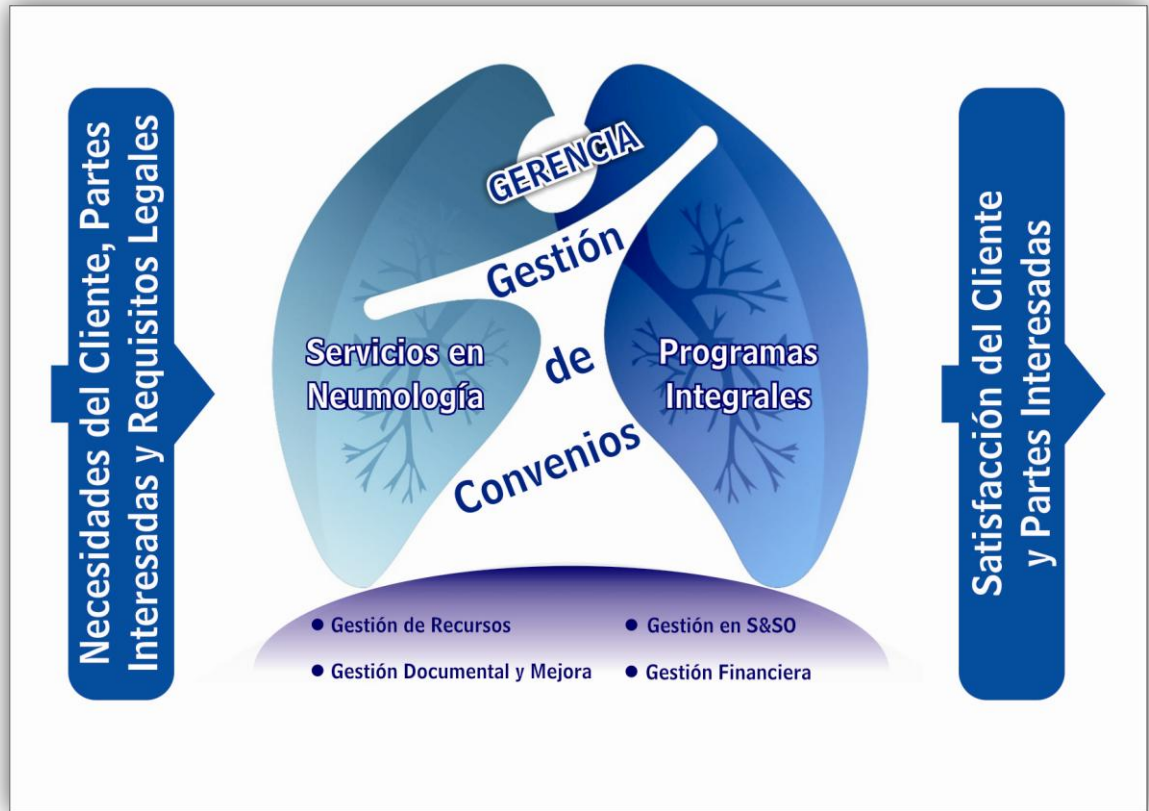 Necesidades del Cliente, Partes
Interesadas y Requisitos Legales
GERENCIA
Gestión
de
Convenios
Servicios en
Neumología
Programas
Integrales
● Gestión de Recursos
● Gestión en S&SO
● Gestión Documental y Mejora
● Gestión Financiera
Satisfacción del Cliente
y Partes Interesadas